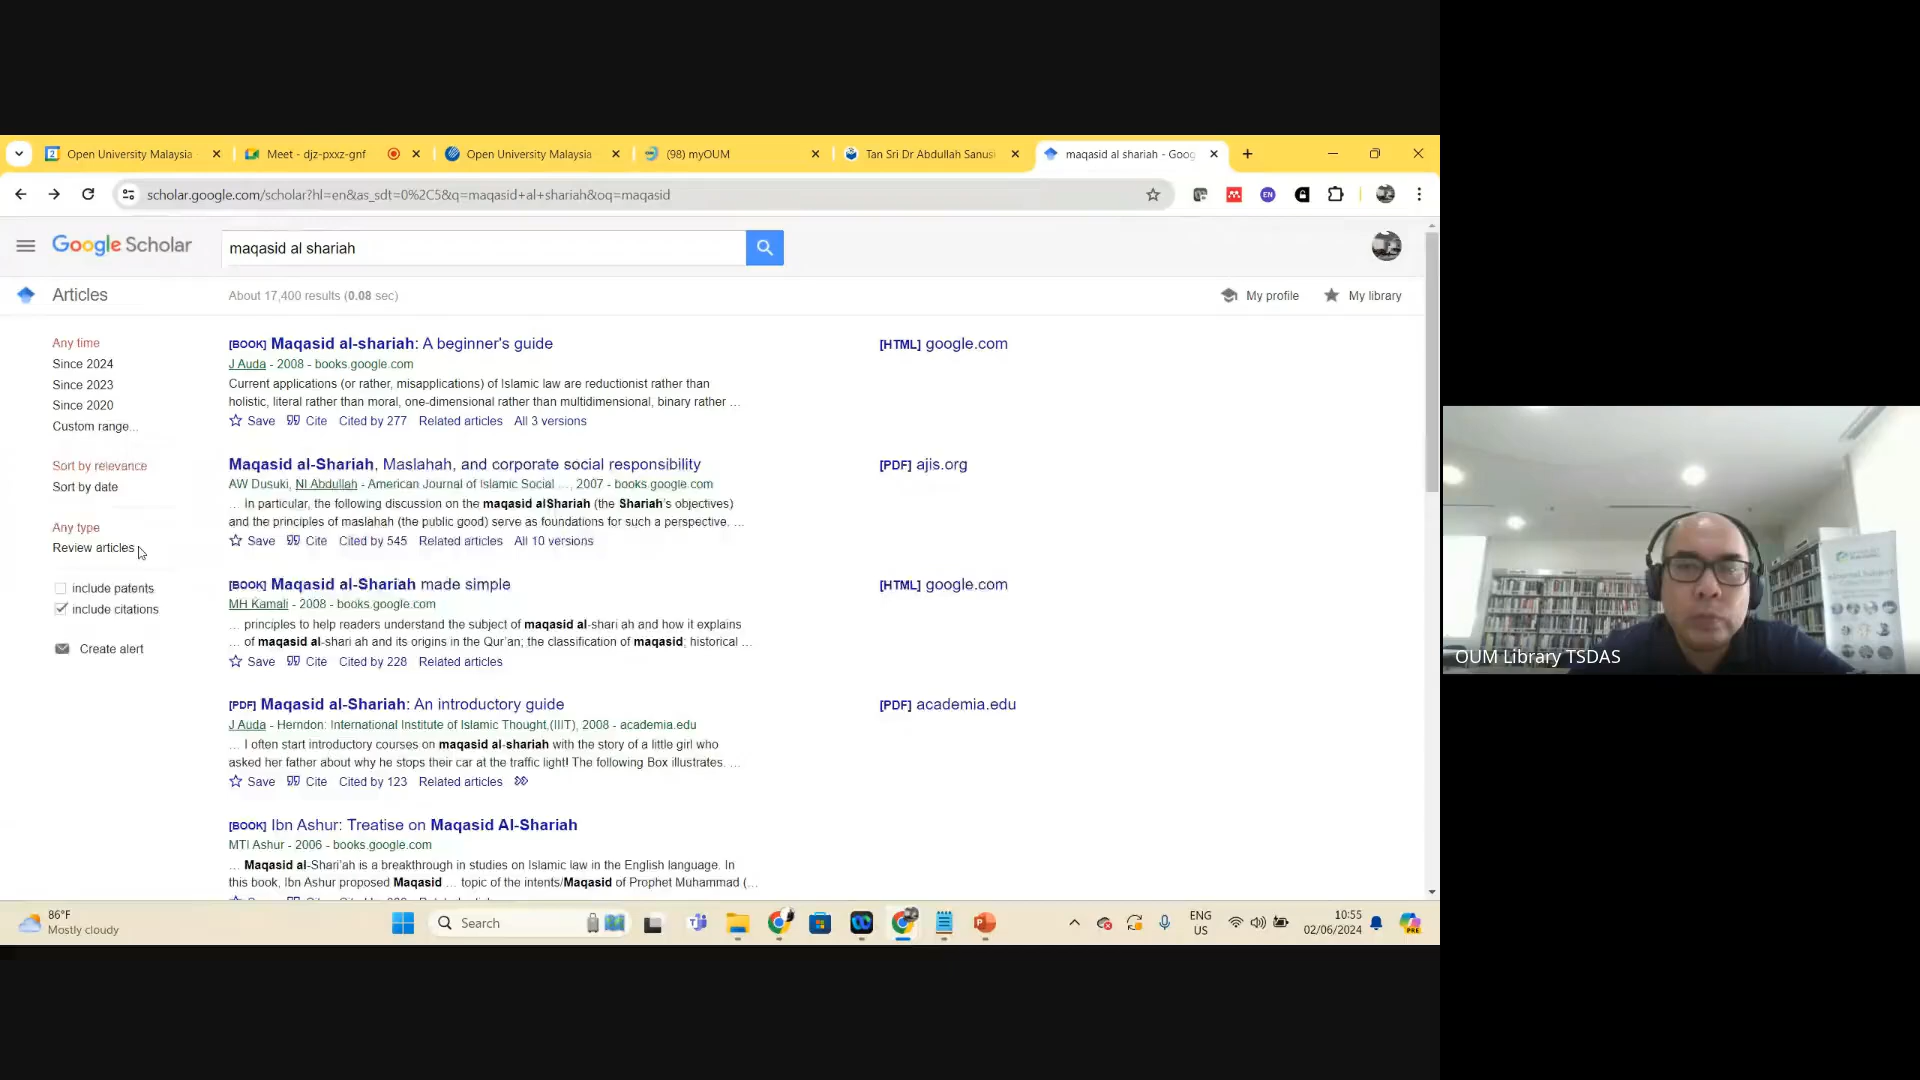 Open University Malaysia
Meet - djz-pxxz-gnf
Open University Malaysia
(98) myOUM
Tan Sri Dr Abdullah Sanusi
maqasid al shariah - Goog
scholar.google.com/scholar?hl=en&as_sdt=0%2C5&q=maqasid+al+shariah&oq=maqasid
Google Scholar
maqasid al shariah
Articles
About 17,400 results (0.08 sec)
My profile
My library
Any time
Since 2024
Since 2023
Since 2020
Custom range...
Sort by relevance
Sort by date
Any type
Review articles
include patents
include citations
Create alert
[BOOK] Maqasid al-shariah: A beginner's guide
J Auda - 2008 - books.google.com
Current applications (or rather, misapplications) of Islamic law are reductionist rather than
holistic, literal rather than moral, one-dimensional rather than multidimensional, binary rather …
Save Cite Cited by 277 Related articles All 3 versions
[HTML] google.com
Maqasid al-Shariah, Maslahah, and corporate social responsibility
AW Dusuki, NI Abdullah - American Journal of Islamic Social …, 2007 - books.google.com
… In particular, the following discussion on the maqasid alShariah (the Shariah's objectives)
and the principles of maslahah (the public good) serve as foundations for such a perspective. …
Save Cite Cited by 545 Related articles All 10 versions
[PDF] ajis.org
[BOOK] Maqasid al-Shariah made simple
MH Kamali - 2008 - books.google.com
… principles to help readers understand the subject of maqasid al-shari ah and how it explains
… of maqasid al-shari ah and its origins in the Qur'an; the classification of maqasid; historical …
Save Cite Cited by 228 Related articles
[HTML] google.com
[PDF] Maqasid al-Shariah: An introductory guide
J Auda - Herndon: International Institute of Islamic Thought,(IIIT), 2008 - academia.edu
… I often start introductory courses on maqasid al-shariah with the story of a little girl who
asked her father about why he stops their car at the traffic light! The following Box illustrates. …
Save Cite Cited by 123 Related articles
[PDF] academia.edu
[BOOK] Ibn Ashur: Treatise on Maqasid Al-Shariah
MTI Ashur - 2006 - books.google.com
… Maqasid al-Shari'ah is a breakthrough in studies on Islamic law in the English language. In
this book, Ibn Ashur proposed Maqasid … topic of the intents/Maqasid of Prophet Muhammad (…
86°F
Mostly cloudy
Search
ENG
US
10:55
02/06/2024
OUM Library TSDAS